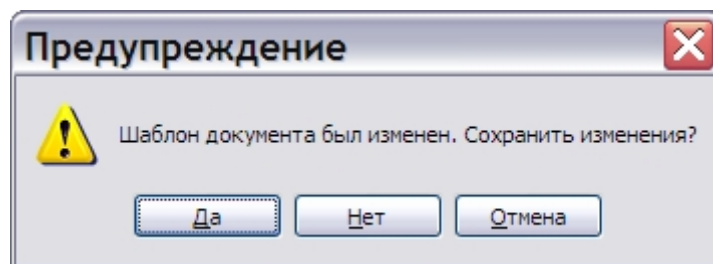 Предупреждение
Шаблон документа был изменен. Сохранить изменения?
Да Нет Отмена